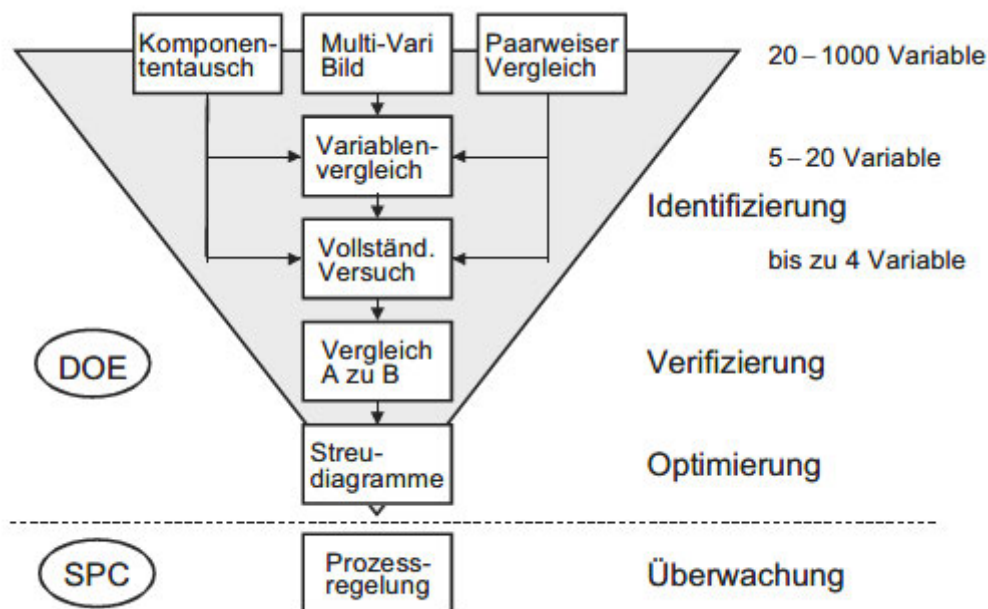 Komponen-
tentausch
Multi-Vari
Bild
Paarweiser
Vergleich
20 – 1000 Variable
Variablen-
vergleich
5 – 20 Variable
Identifizierung
Vollständ.
Versuch
bis zu 4 Variable
DOE
Vergleich
A zu B
Verifizierung
Streu-
diagramme
Optimierung
SPC
Prozess-
regelung
Überwachung